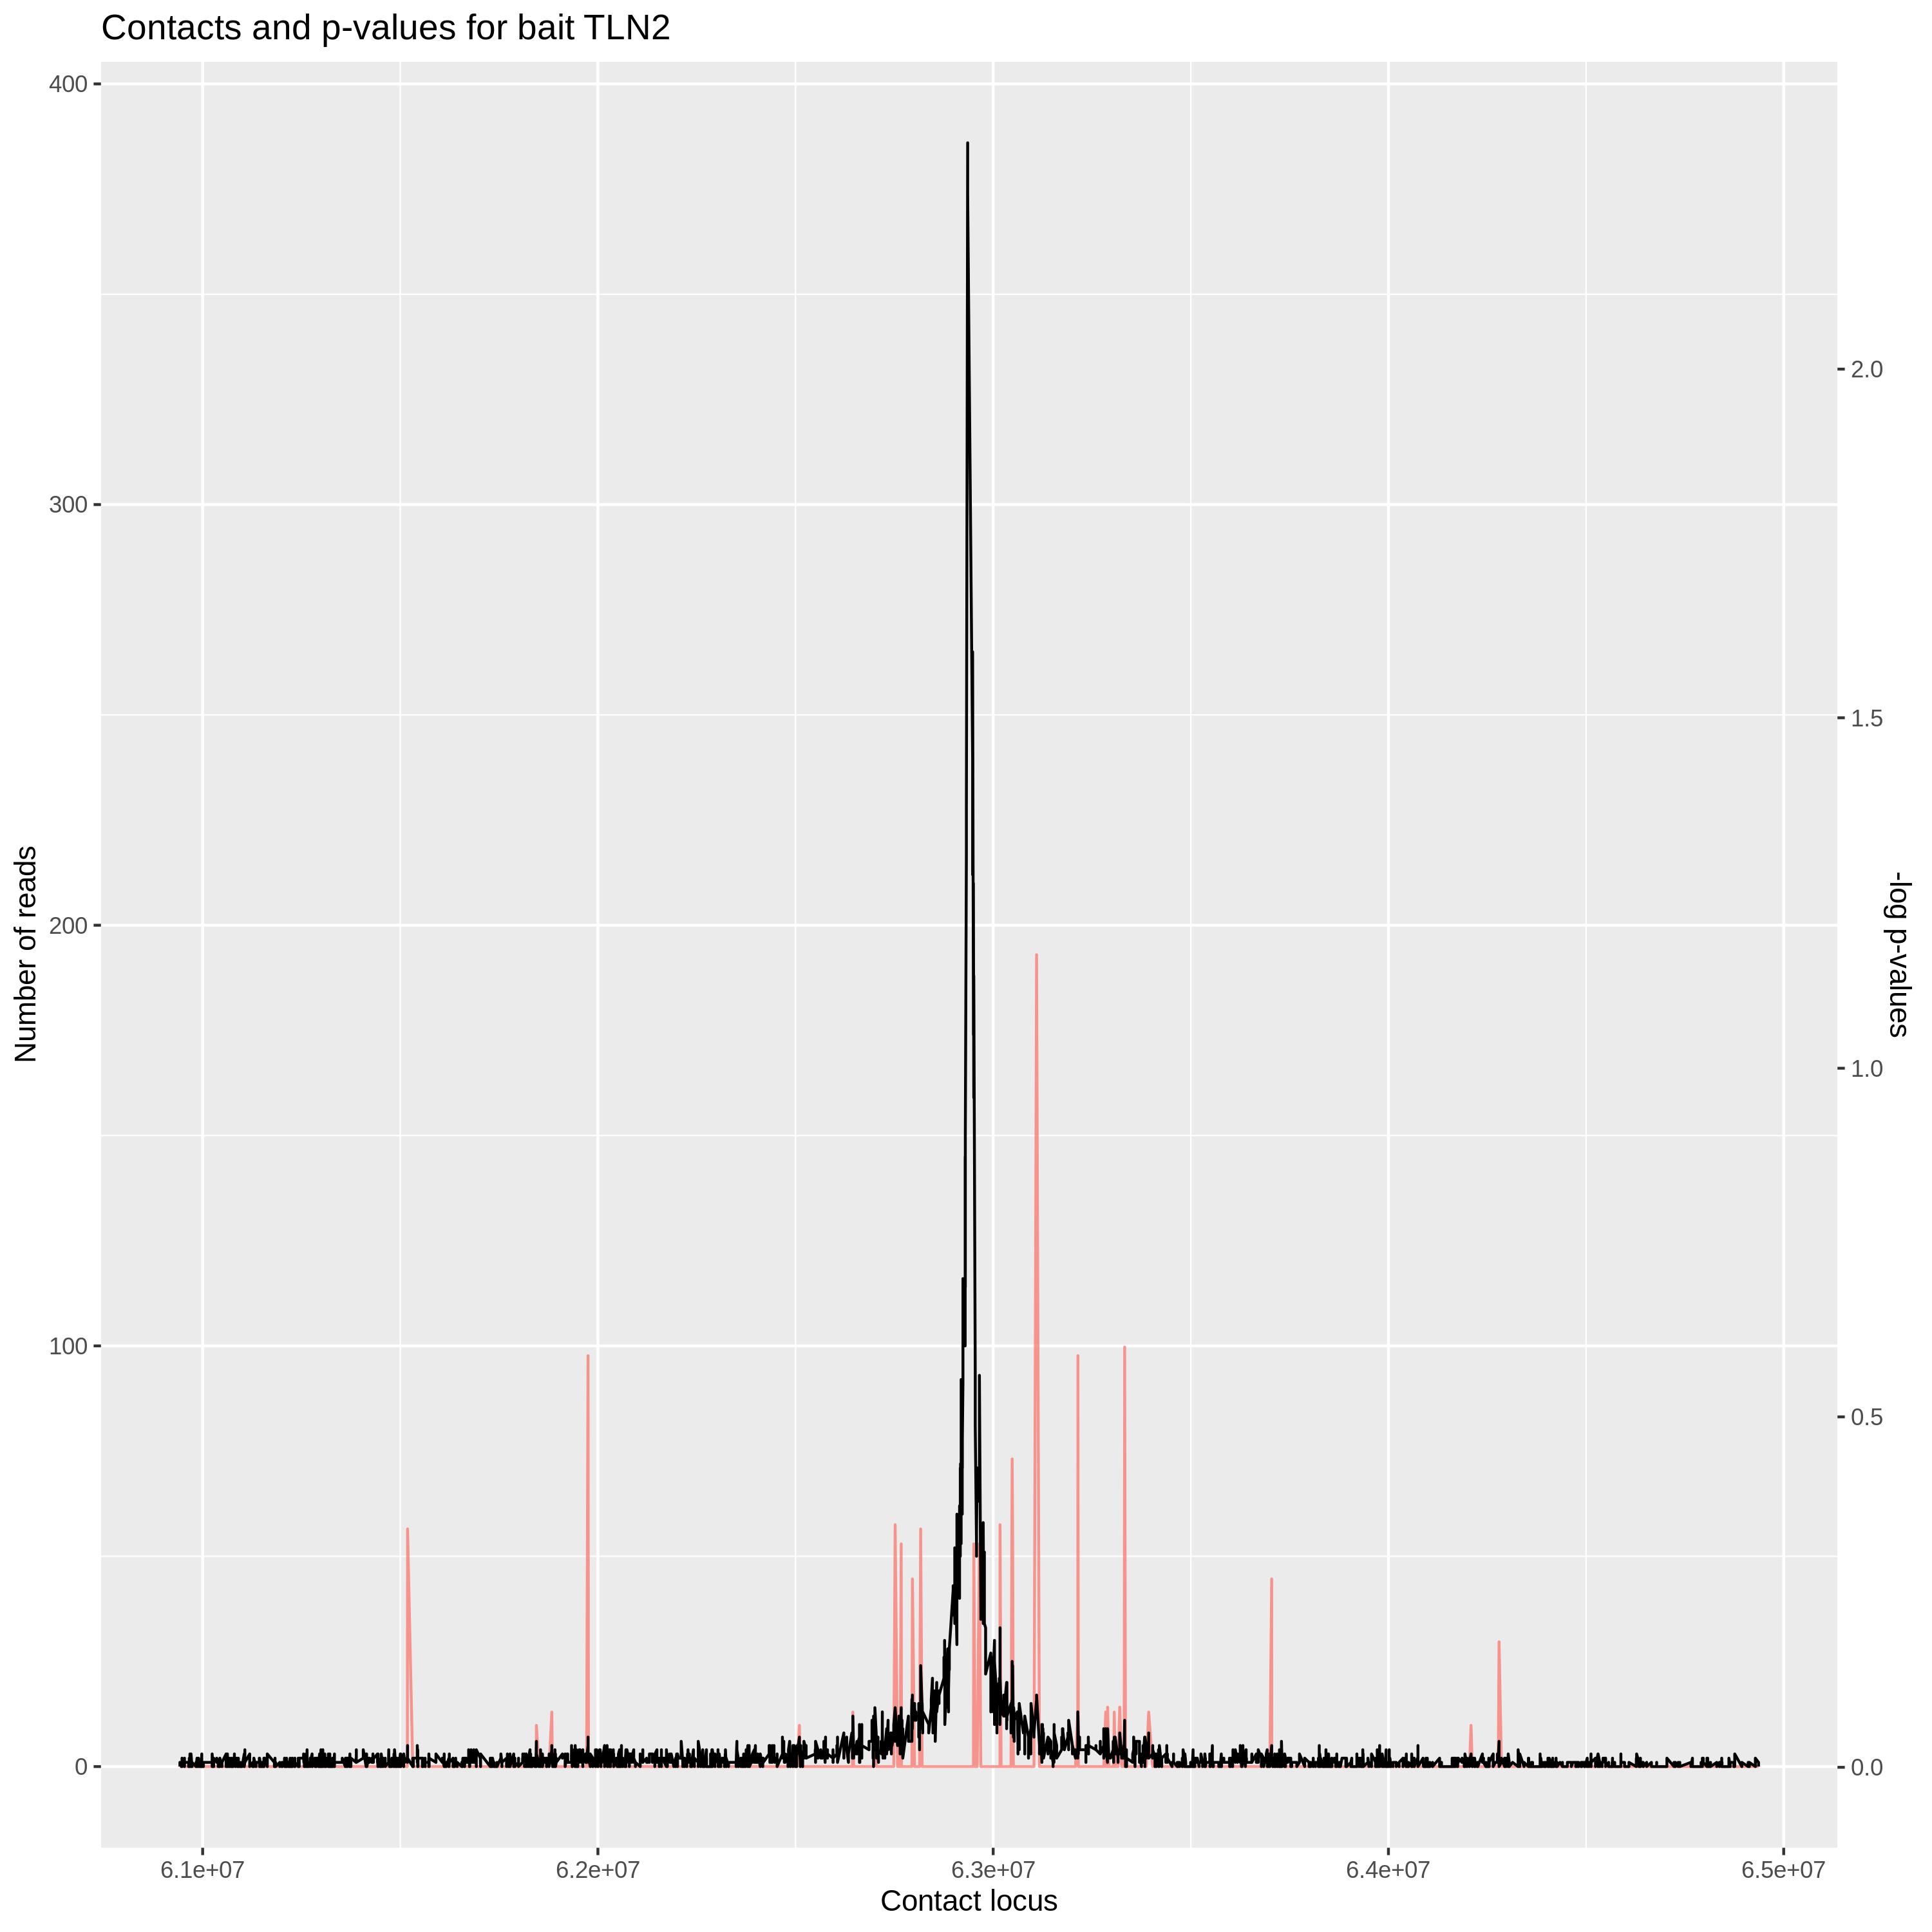 Contacts and p-values for bait TLN2
400
300
200
100
0
Number of reads
2.0
1.5
1.0
0.5
0.0
-log p-values
6.1e+07
6.2e+07
6.3e+07
6.4e+07
6.5e+07
Contact locus